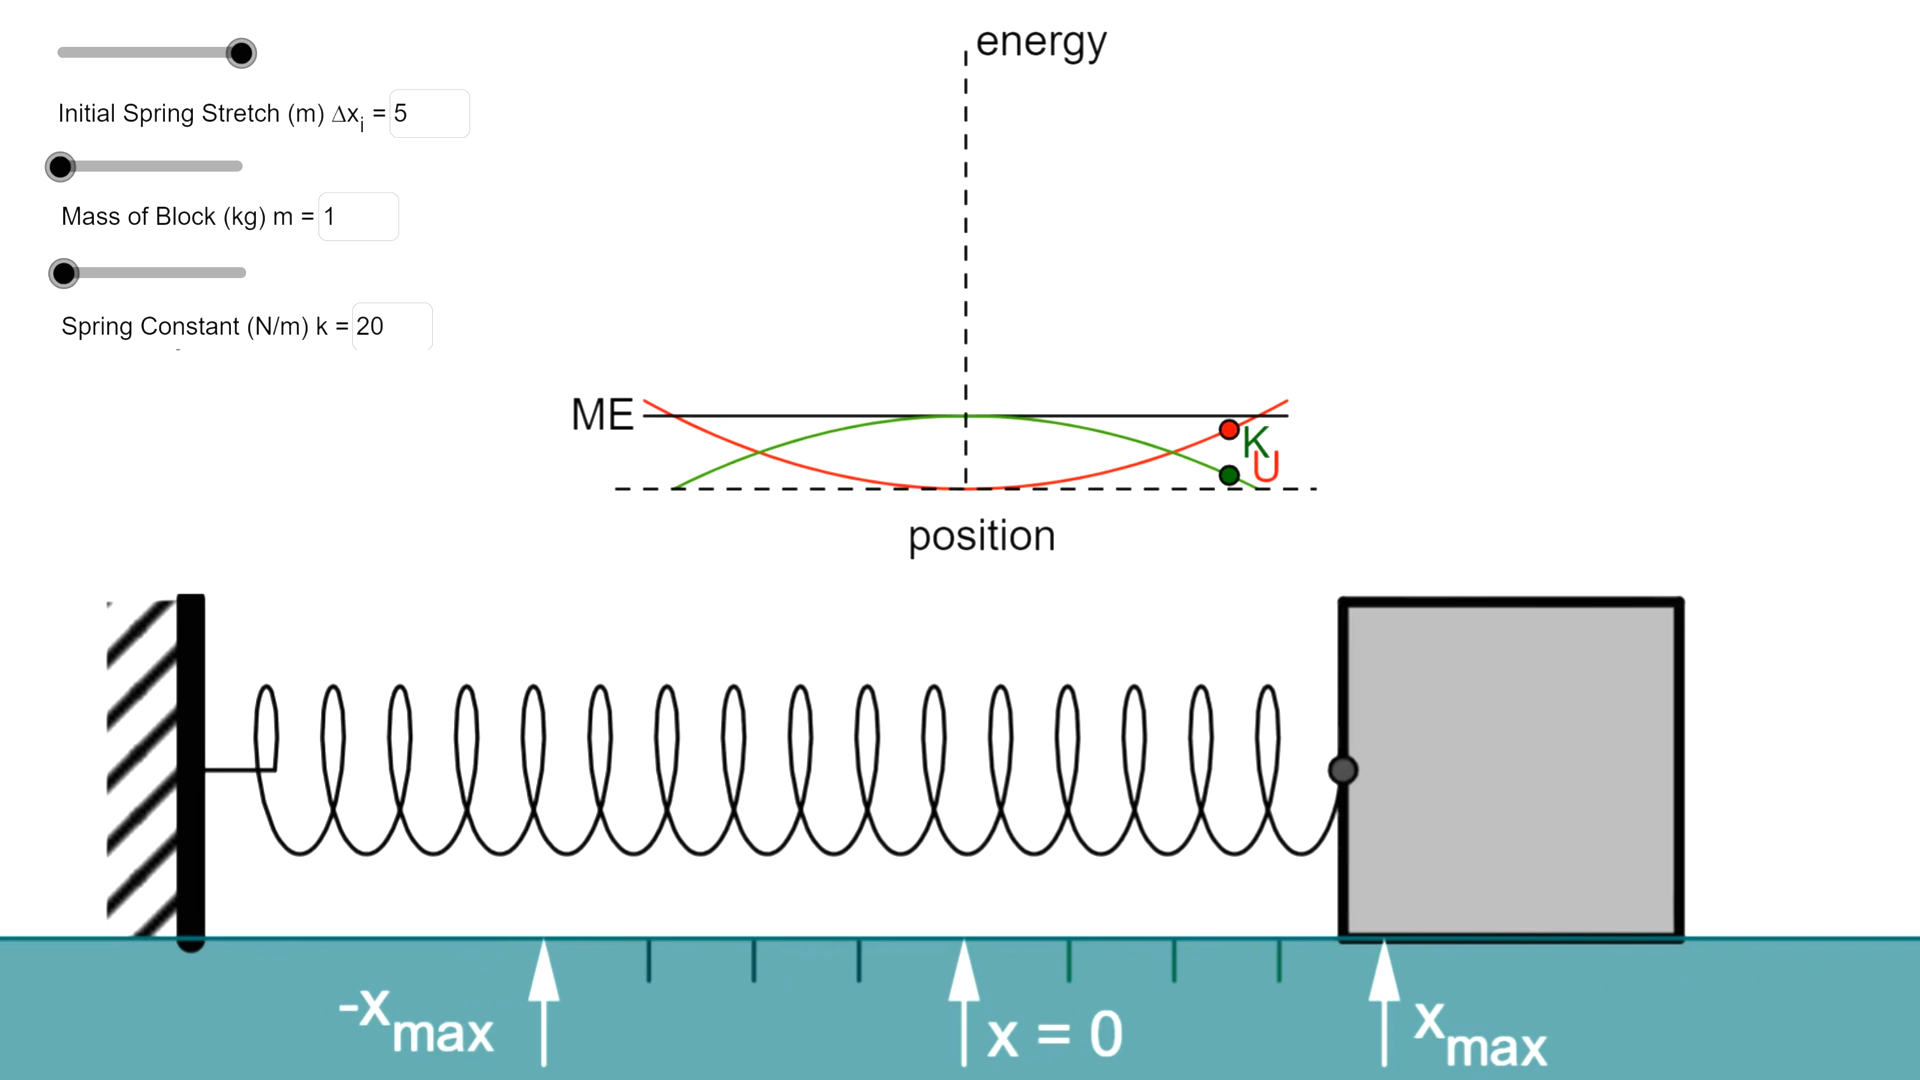 energy
Initial Spring Stretch (m) Δxᵢ = 5
Mass of Block (kg) m = 1
Spring Constant (N/m) k = 20
ME
K
U
position
-xmax
x = 0
xmax